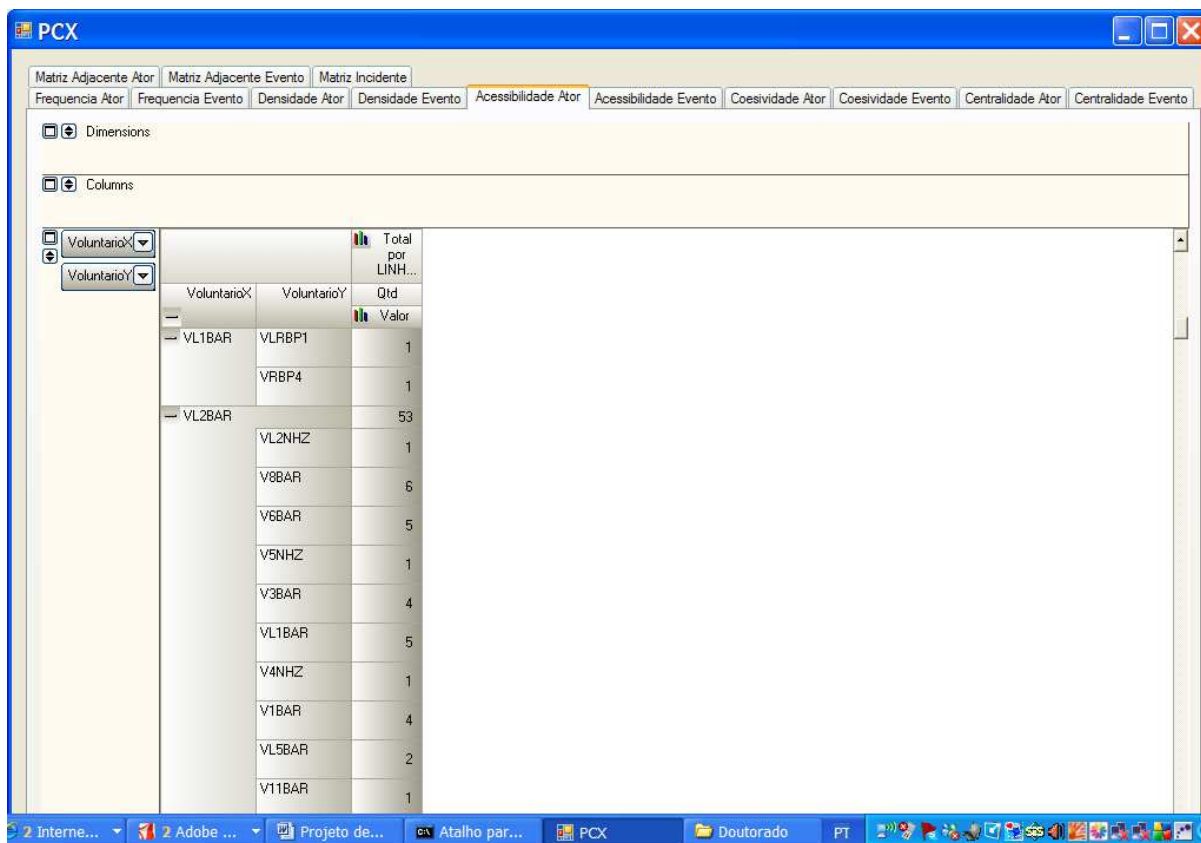 PCX
Matriz Adjacente Ator Matriz Adjacente Evento Matriz Incidente
Frequencia Ator Frequencia Evento Densidade Ator Densidade Evento Acessibilidade Ator Acessibilidade Evento Coesividade Ator Coesividade Evento Centralidade Ator Centralidade Evento
Dimensions
Columns
VoluntarioX
VoluntarioY
Total
por
LINH...
VoluntarioX VoluntarioY Qtd
Valor
VL1BAR VLRBP1 1
VRBP4 1
VL2BAR 53
VL2NHZ 1
V8BAR 6
V6BAR 5
V5NHZ 1
V3BAR 4
VL1BAR 5
V4NHZ 1
V1BAR 4
VL5BAR 2
V11BAR 1
2 Interne... 2 Adobe ... Projeto de... Atalho par... PCX Doutorado PT